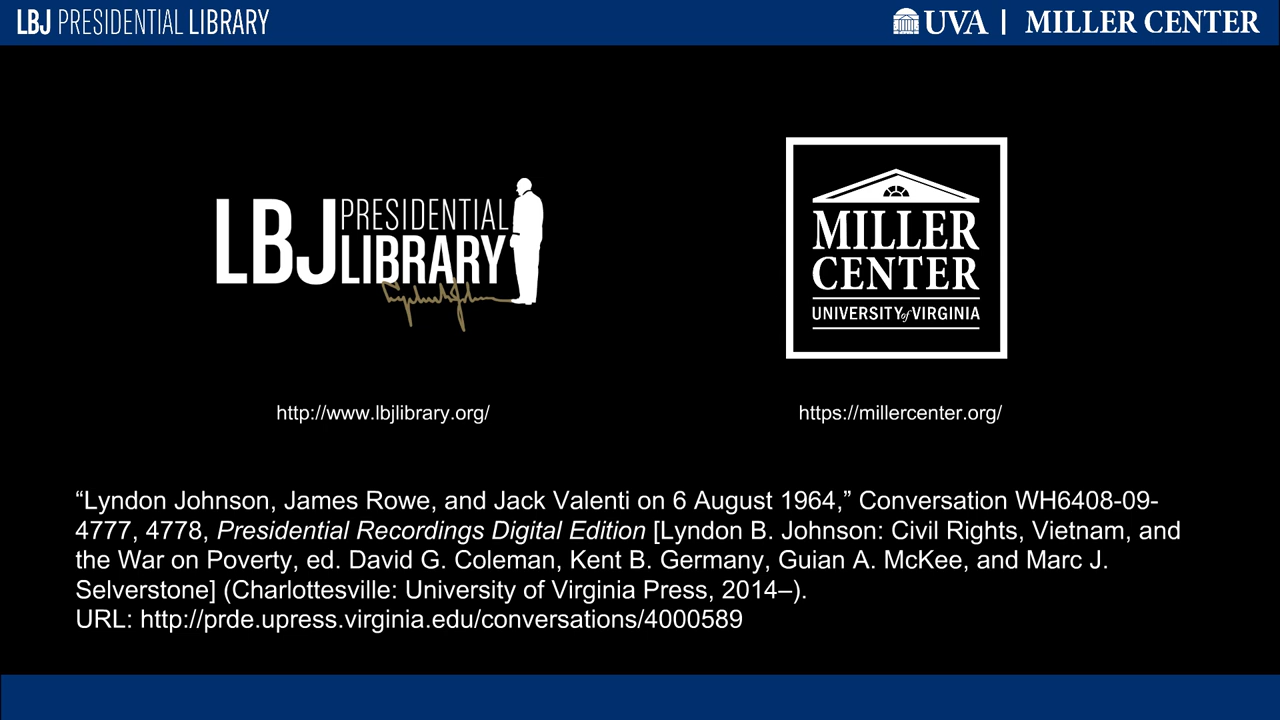 LBJ PRESIDENTIAL LIBRARY
UVA | MILLER CENTER
LBJ PRESIDENTIAL LIBRARY
MILLER
CENTER
UNIVERSITY of VIRGINIA
http://www.lbjlibrary.org/
https://millercenter.org/
“Lyndon Johnson, James Rowe, and Jack Valenti on 6 August 1964,” Conversation WH6408-09-
4777, 4778, Presidential Recordings Digital Edition [Lyndon B. Johnson: Civil Rights, Vietnam, and
the War on Poverty, ed. David G. Coleman, Kent B. Germany, Guian A. McKee, and Marc J.
Selverstone] (Charlottesville: University of Virginia Press, 2014–).
URL: http://prde.upress.virginia.edu/conversations/4000589